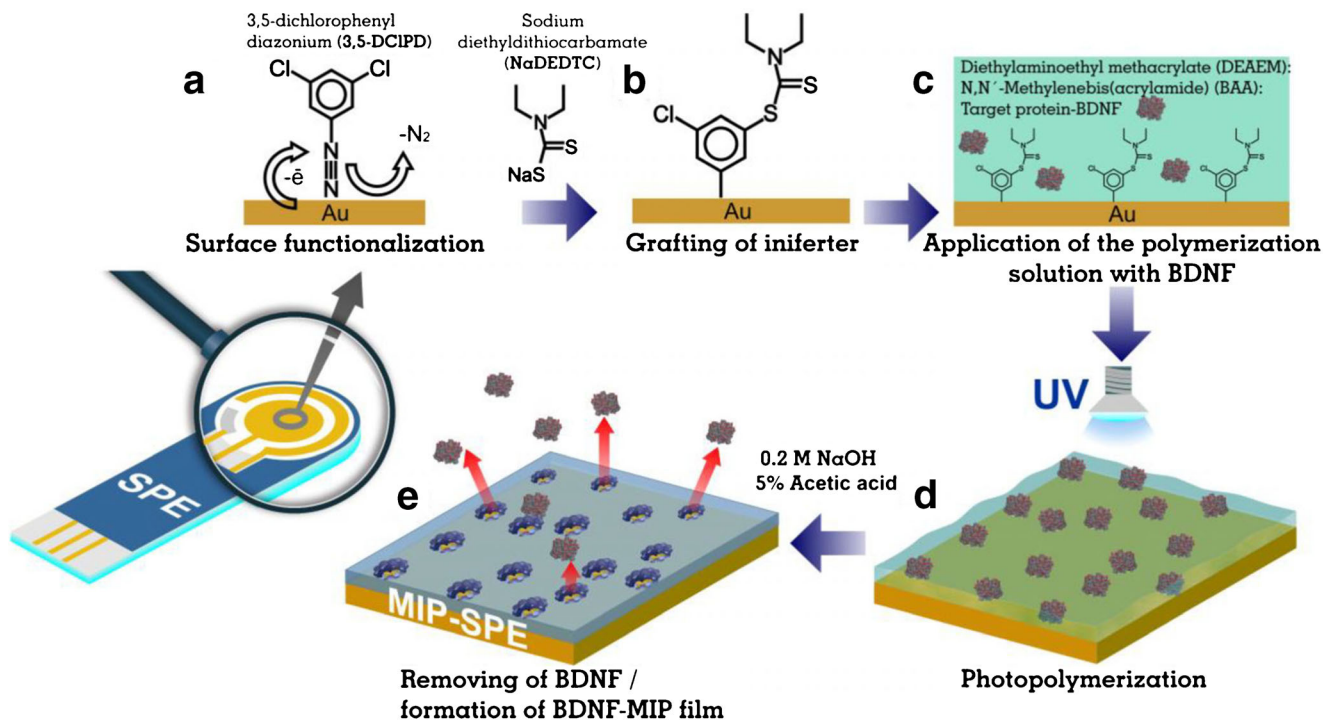 3,5-dichlorophenyl
diazonium (3,5-DClPD)
a
Cl
Cl
N
N
-N2
-ē
Au
Surface functionalization
Sodium
diethyldithiocarbamate
(NaDEDTC)
N
S
NaS
b
N
S
S
Cl
Au
Grafting of iniferter
c
Diethylaminoethyl methacrylate (DEAEM):
N,N´-Methylenebis(acrylamide) (BAA):
Target protein-BDNF
N
S
S
Cl
N
S
S
Cl
N
S
S
Cl
Au
Application of the polymerization
solution with BDNF
UV
d
Photopolymerization
0.2 M NaOH
5% Acetic acid
e
MIP-SPE
Removing of BDNF /
formation of BDNF-MIP film
SPE